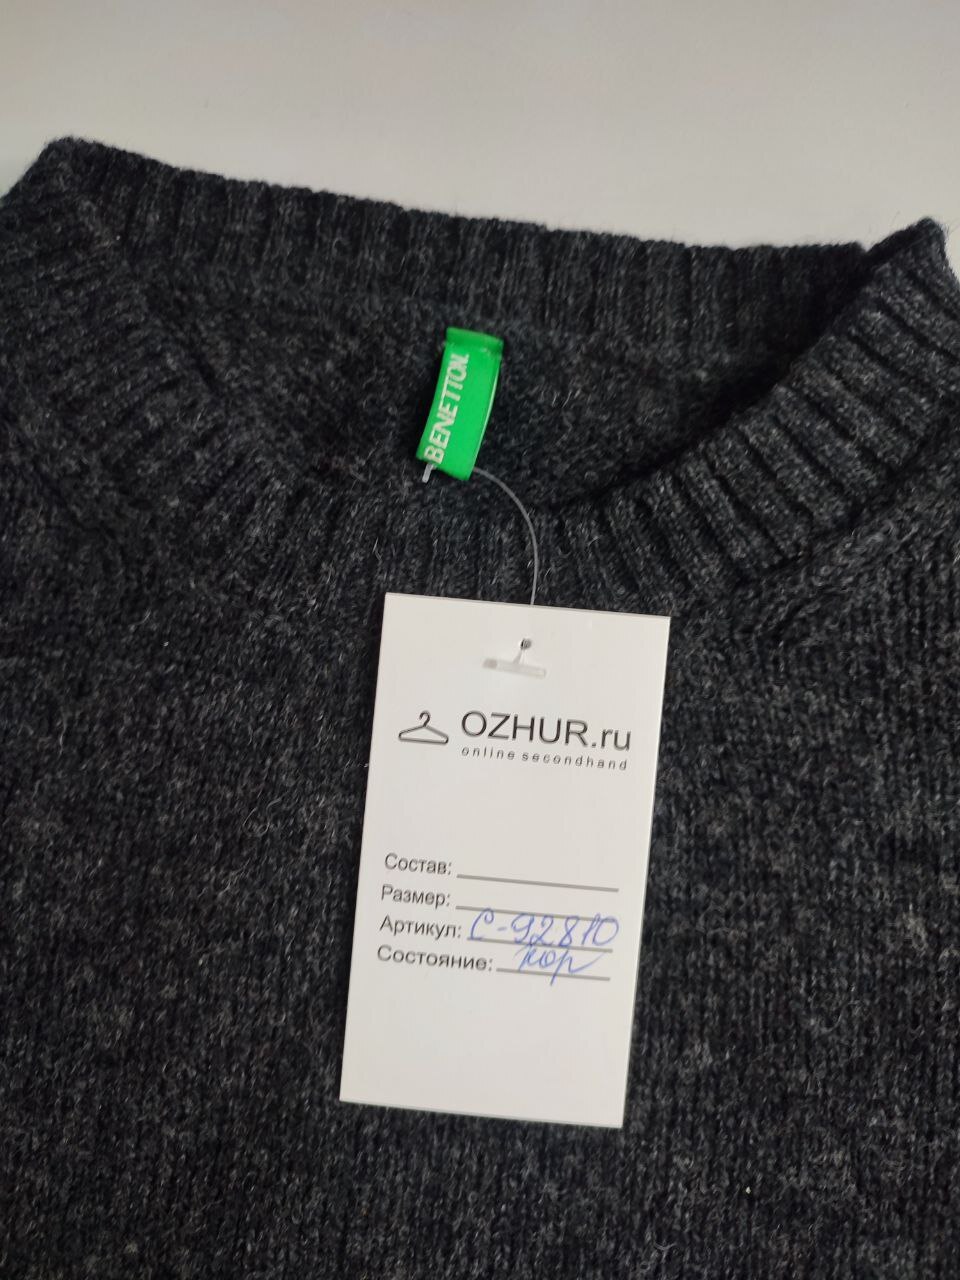 BENETTON.
OZHUR.ru
online secondhand
Состав:
Размер:
Артикул: С-92810
Состояние: хор